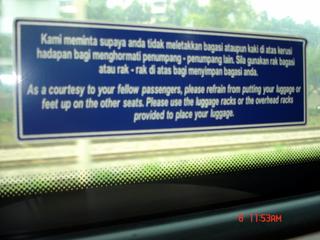 Kami meminta supaya anda tidak meletakkan bagasi ataupun kaki di atas kerusi
hadapan bagi menghormati penumpang - penumpang lain. Sila gunakan rak bagasi
atau rak - rak di atas bagi menyimpan bagasi anda.
As a courtesy to your fellow passengers, please refrain from putting your luggage or
feet up on the other seats. Please use the luggage racks or the overhead racks
provided to place your luggage.
6 11:53AM